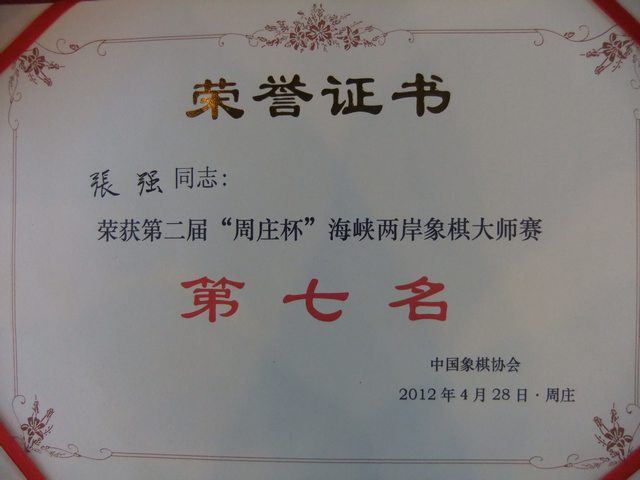 荣誉证书
張强同志：
荣获第二届“周庄杯”海峡两岸象棋大师赛
第七名
中国象棋协会
2012年4月28日·周庄